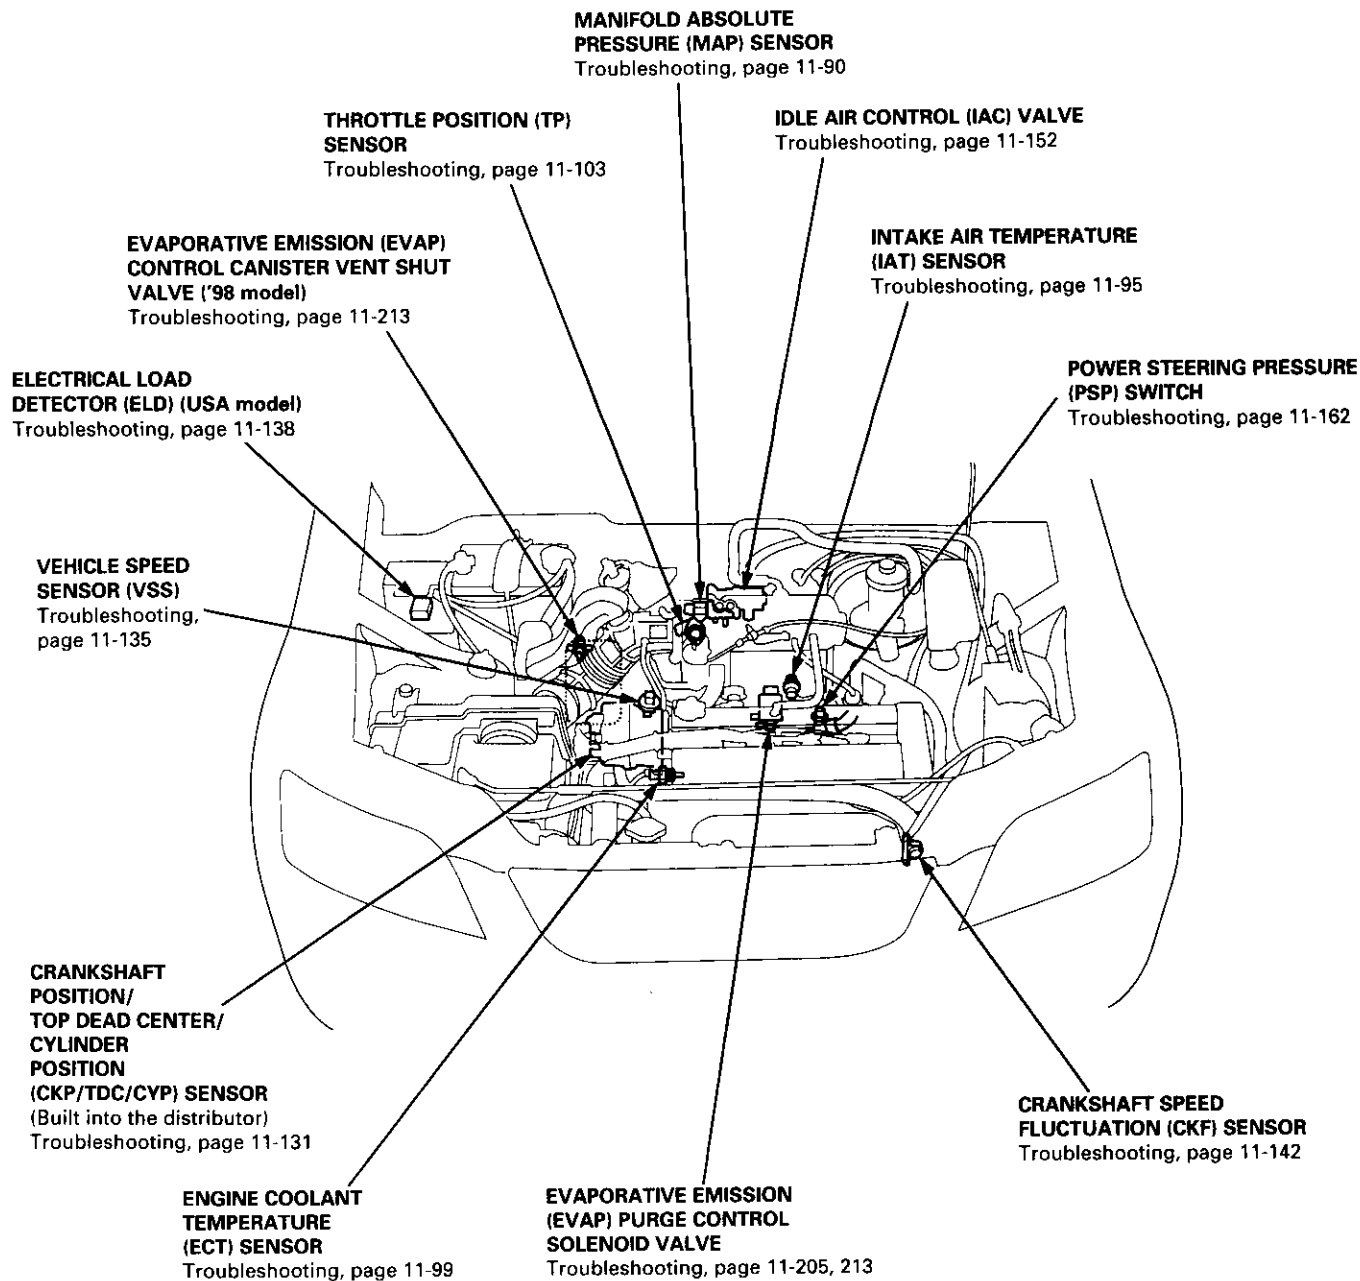 MANIFOLD ABSOLUTE
PRESSURE (MAP) SENSOR
Troubleshooting, page 11-90
THROTTLE POSITION (TP)
SENSOR
Troubleshooting, page 11-103
IDLE AIR CONTROL (IAC) VALVE
Troubleshooting, page 11-152
EVAPORATIVE EMISSION (EVAP)
CONTROL CANISTER VENT SHUT
VALVE ('98 model)
Troubleshooting, page 11-213
INTAKE AIR TEMPERATURE
(IAT) SENSOR
Troubleshooting, page 11-95
ELECTRICAL LOAD
DETECTOR (ELD) (USA model)
Troubleshooting, page 11-138
POWER STEERING PRESSURE
(PSP) SWITCH
Troubleshooting, page 11-162
VEHICLE SPEED
SENSOR (VSS)
Troubleshooting,
page 11-135
CRANKSHAFT
POSITION/
TOP DEAD CENTER/
CYLINDER
POSITION
(CKP/TDC/CYP) SENSOR
(Built into the distributor)
Troubleshooting, page 11-131
CRANKSHAFT SPEED
FLUCTUATION (CKF) SENSOR
Troubleshooting, page 11-142
ENGINE COOLANT
TEMPERATURE
(ECT) SENSOR
Troubleshooting, page 11-99
EVAPORATIVE EMISSION
(EVAP) PURGE CONTROL
SOLENOID VALVE
Troubleshooting, page 11-205, 213